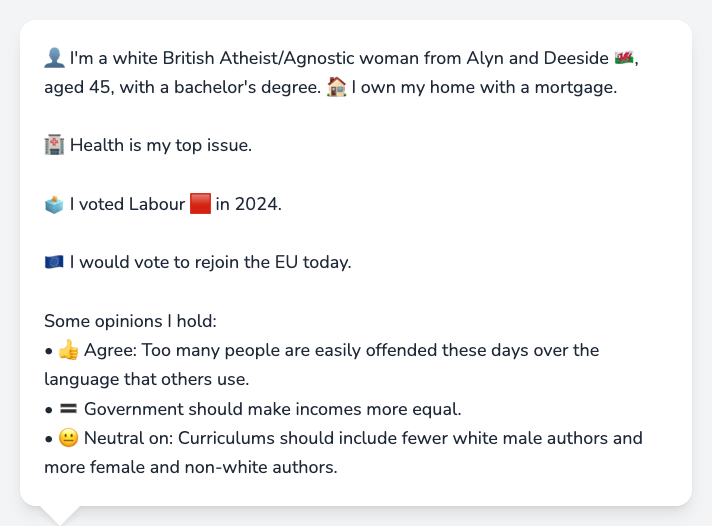 👤 I'm a white British Atheist/Agnostic woman from Alyn and Deeside 🏴󠁧󠁢󠁷󠁬󠁳󠁿,
aged 45, with a bachelor's degree. 🏠 I own my home with a mortgage.
🏥 Health is my top issue.
🗳️ I voted Labour 🟥 in 2024.
🇪🇺 I would vote to rejoin the EU today.
Some opinions I hold:
• 👍 Agree: Too many people are easily offended these days over the
language that others use.
• 🟰 Government should make incomes more equal.
• 😐 Neutral on: Curriculums should include fewer white male authors and
more female and non-white authors.